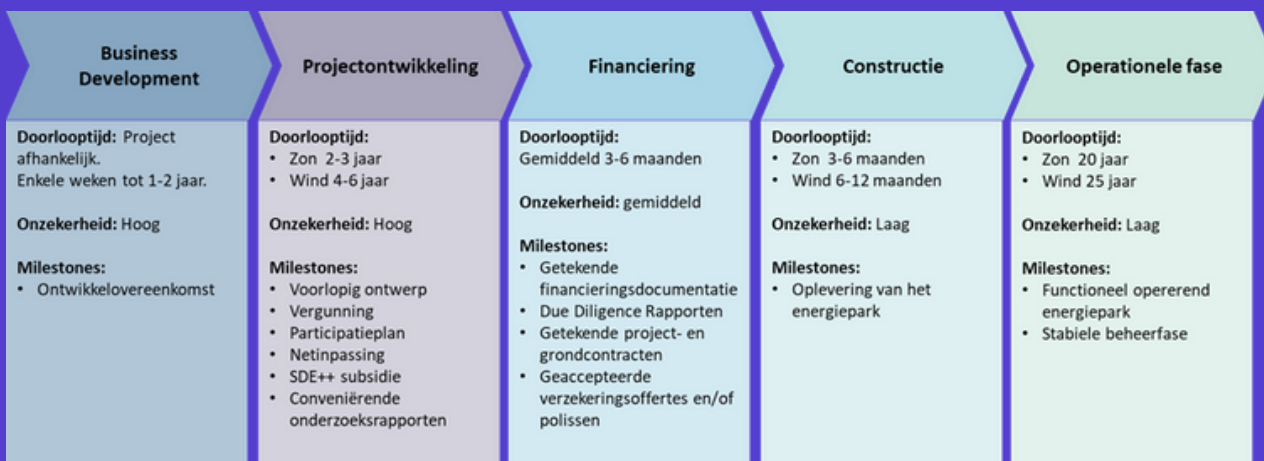 Business
Development
Doorlooptijd: Project
afhankelijk.
Enkele weken tot 1-2 jaar.
Onzekerheid: Hoog
Milestones:
• Ontwikkelovereenkomst
Projectontwikkeling
Doorlooptijd:
• Zon 2-3 jaar
• Wind 4-6 jaar
Onzekerheid: Hoog
Milestones:
• Voorlopig ontwerp
• Vergunning
• Participatieplan
• Netinpassing
• SDE++ subsidie
• Conveniërende
onderzoeksrapporten
Financiering
Doorlooptijd:
Gemiddeld 3-6 maanden
Onzekerheid: gemiddeld
Milestones:
• Getekende
financieringsdocumentatie
• Due Diligence Rapporten
• Getekende project- en
grondcontracten
• Geaccepteerde
verzekeringsoffertes en/of
polissen
Constructie
Doorlooptijd:
• Zon 3-6 maanden
• Wind 6-12 maanden
Onzekerheid: Laag
Milestones:
• Oplevering van het
energiepark
Operationele fase
Doorlooptijd:
• Zon 20 jaar
• Wind 25 jaar
Onzekerheid: Laag
Milestones:
• Functioneel opererend
energiepark
• Stabiele beheerfase